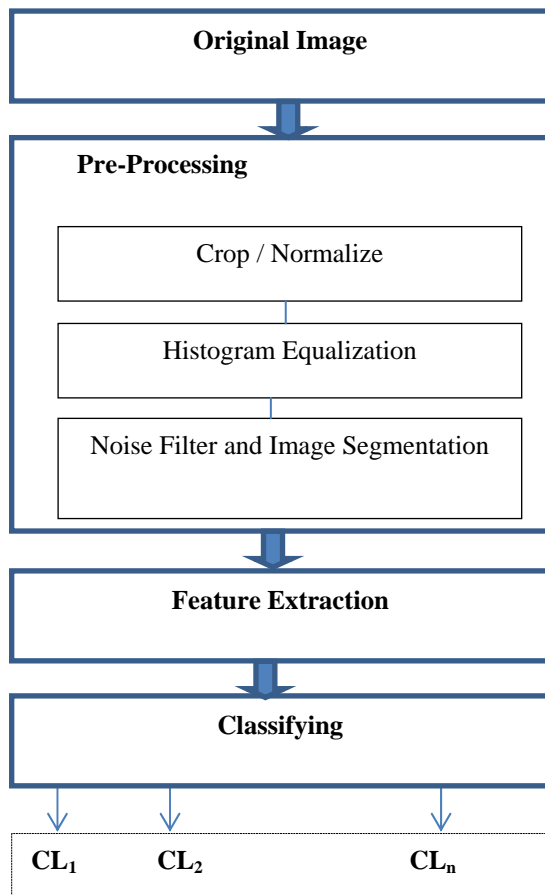 Original Image
Pre-Processing
Crop / Normalize
Histogram Equalization
Noise Filter and Image Segmentation
Feature Extraction
Classifying
CL₁ CL₂ CLₙ